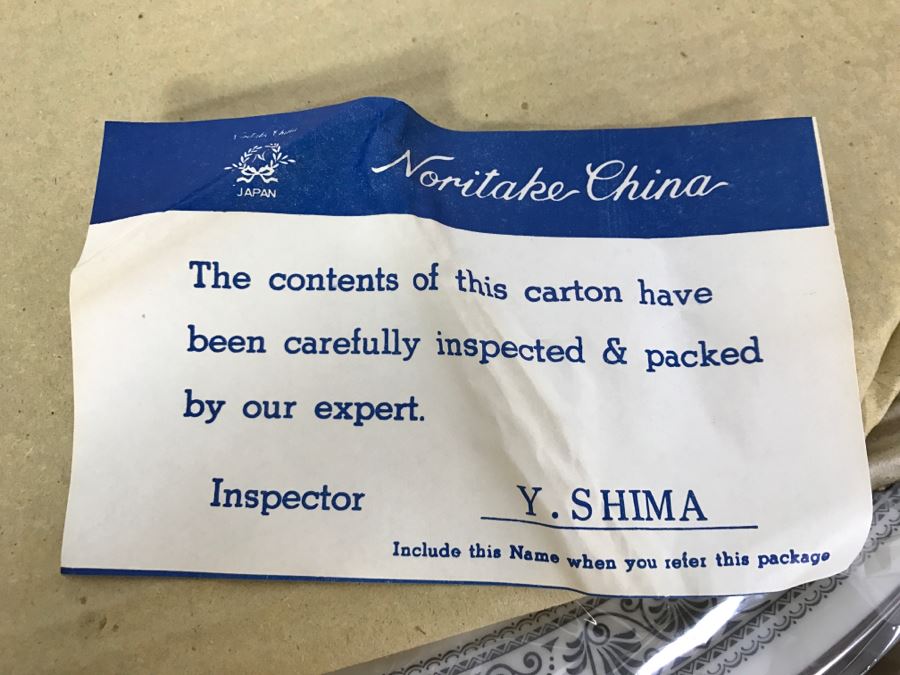 JAPAN
Noritake China
The contents of this carton have
been carefully inspected & packed
by our expert.
Inspector Y. SHIMA
Include this Name when you refer this package